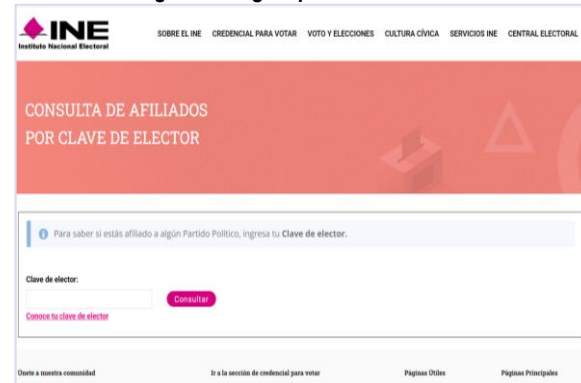 INE
Instituto Nacional Electoral
SOBRE EL INE CREDENCIAL PARA VOTAR VOTO Y ELECCIONES CULTURA CÍVICA SERVICIOS INE CENTRAL ELECTORAL
CONSULTA DE AFILIADOS
POR CLAVE DE ELECTOR
Para saber si estás afiliado a algún Partido Político, ingresa tu Clave de elector.
Clave de elector:
Consultar
Conoce tu clave de elector
Únete a nuestra comunidad Ir a la sección de credencial para votar Páginas Útiles Páginas Principales